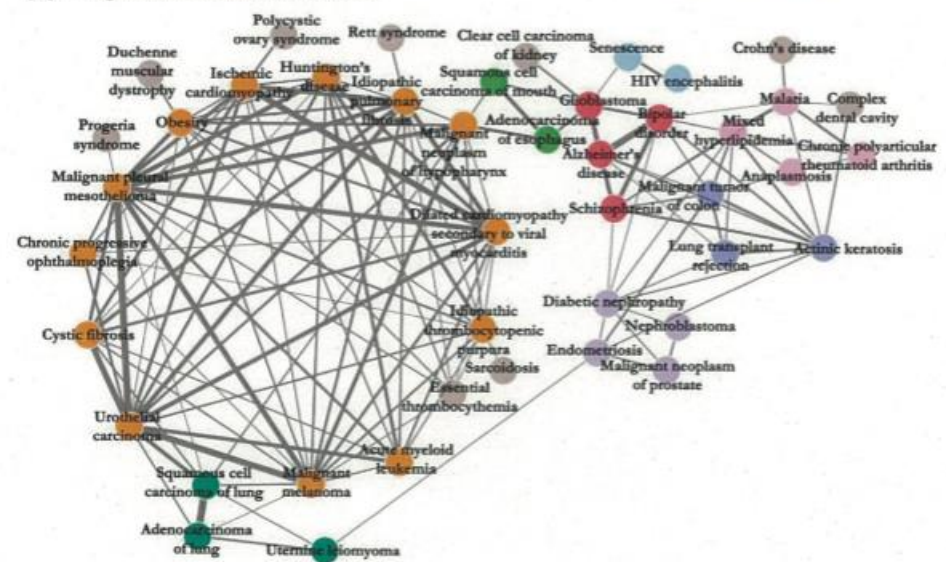 Polycystic
ovary syndrome
Rett syndrome
Clear cell carcinoma
of kidney
Senescence
Crohn's disease
Duchenne
muscular
dystrophy
Ischemic
cardiomyopathy
Huntington's
disease
Idiopathic
pulmonary
fibrosis
Squamous cell
carcinoma of mouth
HIV encephalitis
Obesity
Malignant
neoplasm
of hypopharynx
Adenocarcinoma
of esophagus
Glioblastoma
Bipolar
disorder
Malaria
Complex
dental cavity
Mixed
hyperlipidemia
Progeria
syndrome
Alzheimer's
disease
Chronic polyarticular
rheumatoid arthritis
Anaplasmosis
Malignant pleural
mesothelioma
Malignant tumor
of colon
Schizophrenia
Dilated cardiomyopathy
secondary to viral
myocarditis
Chronic progressive
ophthalmoplegia
Lung transplant
rejection
Actinic keratosis
Diabetic nephropathy
Cystic fibrosis
Idiopathic
thrombocytopenic
purpura
Nephroblastoma
Endometriosis
Malignant neoplasm
of prostate
Sarcoidosis
Essential
thrombocythemia
Urothelial
carcinoma
Acute myeloid
leukemia
Squamous cell
carcinoma of lung
Malignant
melanoma
Adenocarcinoma
of lung
Uternine leiomyoma